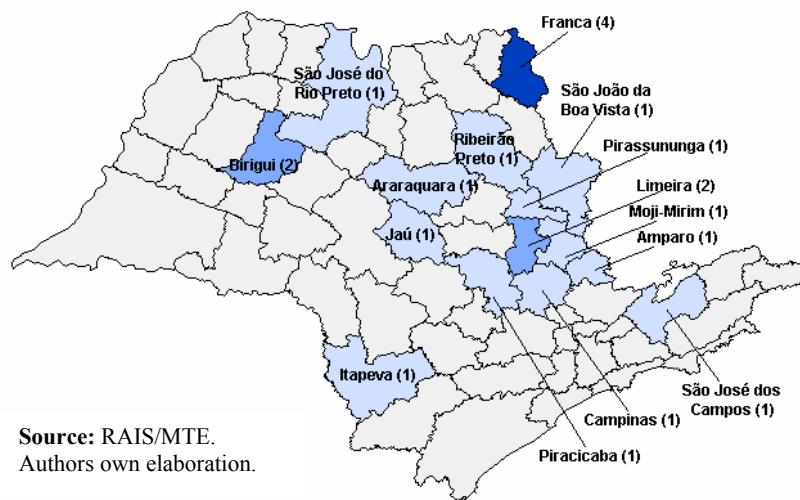 Franca (4)
São José do
Rio Preto (1)
São João da
Boa Vista (1)
Ribeirão
Preto (1)
Pirassununga (1)
Birigui (2)
Araraquara (1)
Limeira (2)
Moji-Mirim (1)
Jaú (1)
Amparo (1)
Itapeva (1)
São José dos
Campos (1)
Campinas (1)
Piracicaba (1)
Source: RAIS/MTE.
Authors own elaboration.